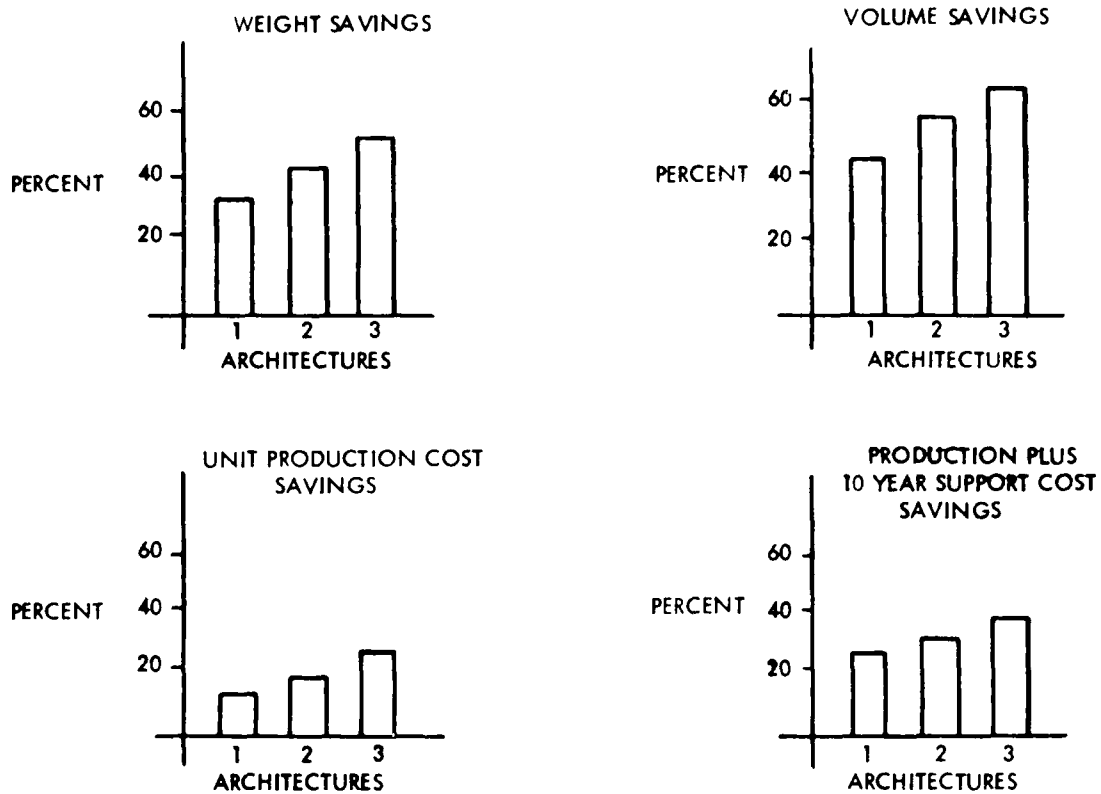 WEIGHT SAVINGS
60
PERCENT
40
20
1 2 3
ARCHITECTURES
VOLUME SAVINGS
60
PERCENT
40
20
1 2 3
ARCHITECTURES
UNIT PRODUCTION COST
SAVINGS
60
PERCENT
40
20
1 2 3
ARCHITECTURES
PRODUCTION PLUS
10 YEAR SUPPORT COST
SAVINGS
60
PERCENT
40
20
1 2 3
ARCHITECTURES